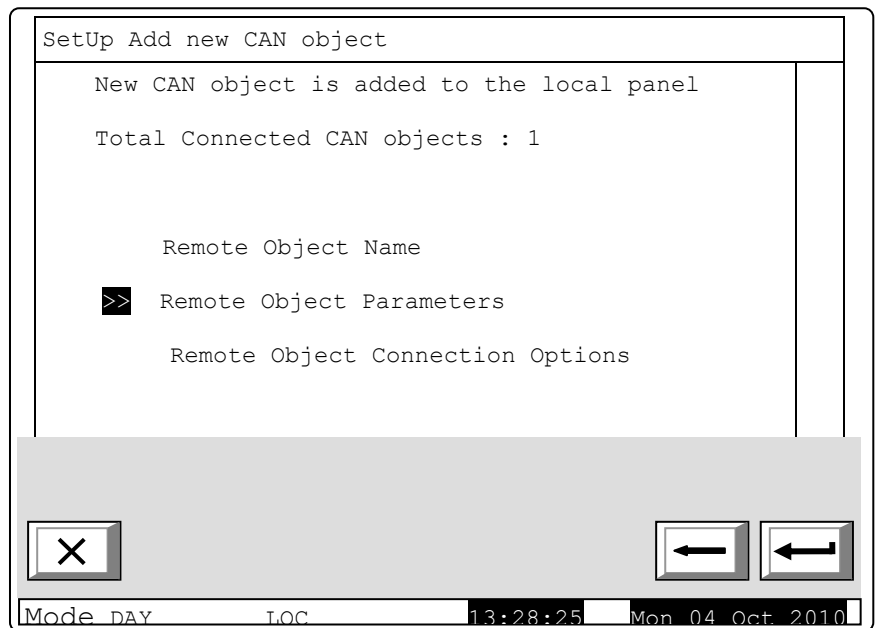 SetUp Add new CAN object
New CAN object is added to the local panel
Total Connected CAN objects : 1
Remote Object Name
>> Remote Object Parameters
Remote Object Connection Options
Mode DAY LOC 13:28:25 Mon 04 Oct 2010